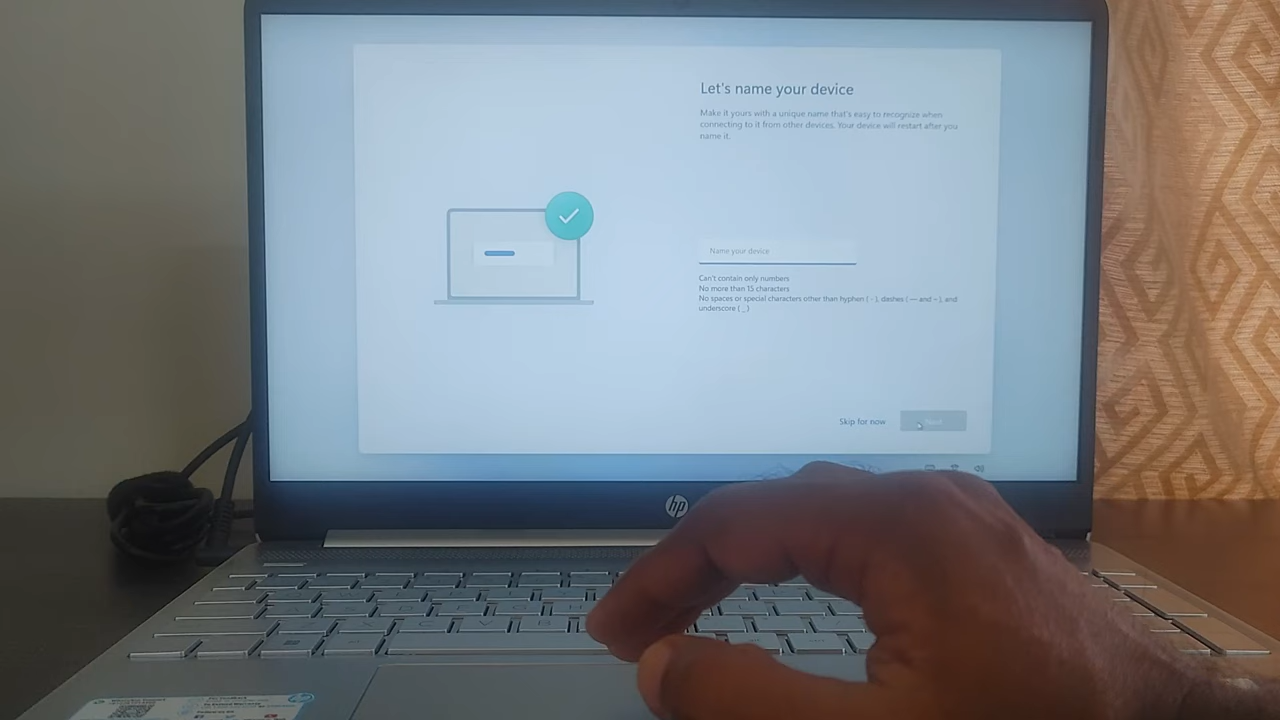 Let's name your device
Make it yours with a unique name that's easy to recognize when
connecting to it from other devices. Your device will restart after you
name it.
Name your device
Can't contain only numbers
No more than 15 characters
No spaces or special characters other than hyphen ( - ), dashes ( — and – ), and
underscore ( _ )
Skip for now
Next
hp